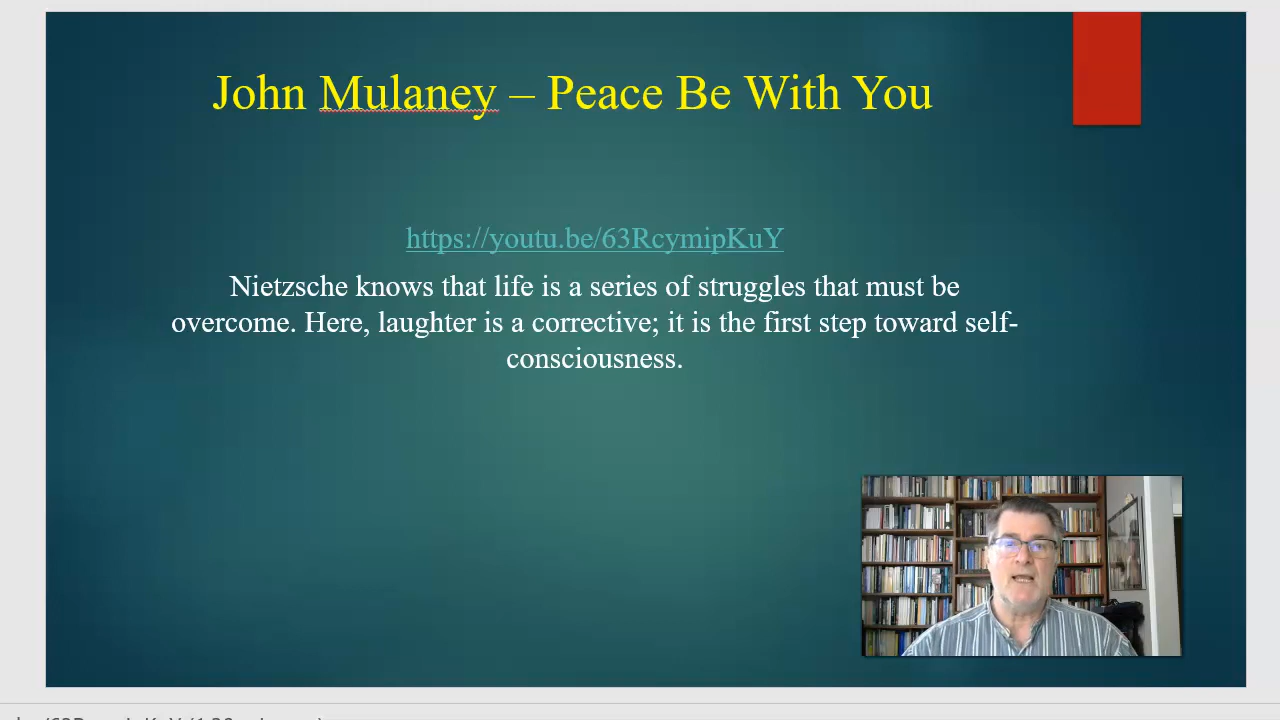 John Mulaney – Peace Be With You
https://youtu.be/63RcymipKuY
Nietzsche knows that life is a series of struggles that must be
overcome. Here, laughter is a corrective; it is the first step toward self-
consciousness.